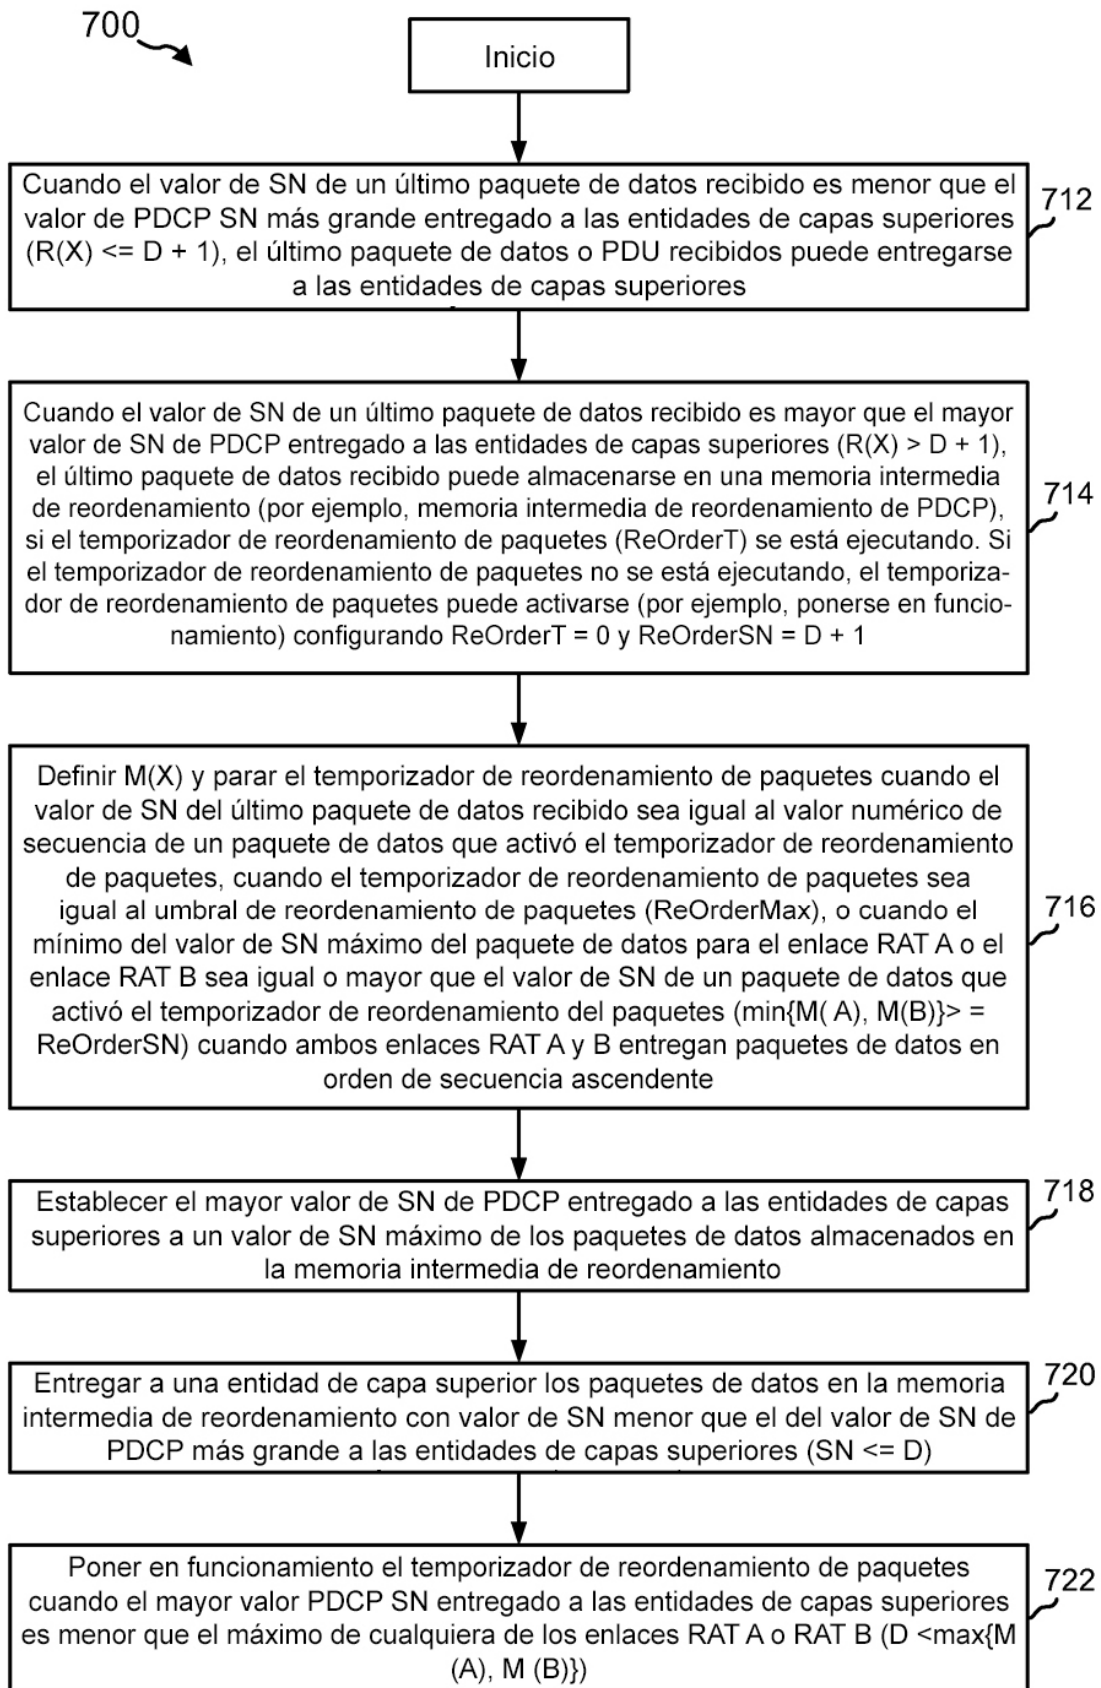 700
Inicio
Cuando el valor de SN de un último paquete de datos recibido es menor que el
valor de PDCP SN más grande entregado a las entidades de capas superiores
(R(X) <= D + 1), el último paquete de datos o PDU recibidos puede entregarse
a las entidades de capas superiores
712
Cuando el valor de SN de un último paquete de datos recibido es mayor que el mayor
valor de SN de PDCP entregado a las entidades de capas superiores (R(X) > D + 1),
el último paquete de datos recibido puede almacenarse en una memoria intermedia
de reordenamiento (por ejemplo, memoria intermedia de reordenamiento de PDCP),
si el temporizador de reordenamiento de paquetes (ReOrderT) se está ejecutando. Si
el temporizador de reordenamiento de paquetes no se está ejecutando, el temporiza-
dor de reordenamiento de paquetes puede activarse (por ejemplo, ponerse en funcio-
namiento) configurando ReOrderT = 0 y ReOrderSN = D + 1
714
Definir M(X) y parar el temporizador de reordenamiento de paquetes cuando el
valor de SN del último paquete de datos recibido sea igual al valor numérico de
secuencia de un paquete de datos que activó el temporizador de reordenamiento
de paquetes, cuando el temporizador de reordenamiento de paquetes sea
igual al umbral de reordenamiento de paquetes (ReOrderMax), o cuando el
mínimo del valor de SN máximo del paquete de datos para el enlace RAT A o el
enlace RAT B sea igual o mayor que el valor de SN de un paquete de datos que
activó el temporizador de reordenamiento del paquetes (min{M( A), M(B)}> =
ReOrderSN) cuando ambos enlaces RAT A y B entregan paquetes de datos en
orden de secuencia ascendente
716
Establecer el mayor valor de SN de PDCP entregado a las entidades de capas
superiores a un valor de SN máximo de los paquetes de datos almacenados en
la memoria intermedia de reordenamiento
718
Entregar a una entidad de capa superior los paquetes de datos en la memoria
intermedia de reordenamiento con valor de SN menor que el del valor de SN de
PDCP más grande a las entidades de capas superiores (SN <= D)
720
Poner en funcionamiento el temporizador de reordenamiento de paquetes
cuando el mayor valor PDCP SN entregado a las entidades de capas superiores
es menor que el máximo de cualquiera de los enlaces RAT A o RAT B (D <max{M
(A), M (B)})
722